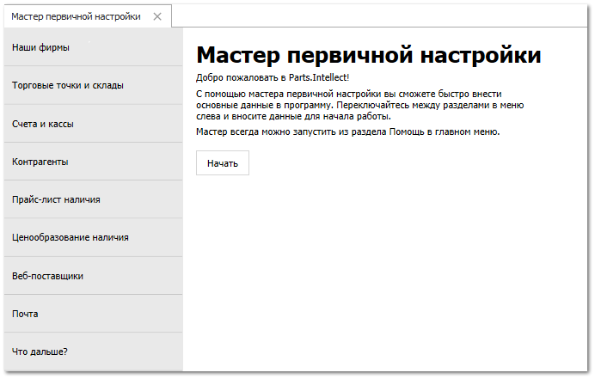 Мастер первичной настройки
Наши фирмы
Торговые точки и склады
Счета и кассы
Контрагенты
Прайс-лист наличия
Ценообразование наличия
Веб-поставщики
Почта
Что дальше?
Мастер первичной настройки
Добро пожаловать в Parts.Intellect!
С помощью мастера первичной настройки вы сможете быстро внести
основные данные в программу. Переключайтесь между разделами в меню
слева и вносите данные для начала работы.
Мастер всегда можно запустить из раздела Помощь в главном меню.
Начать